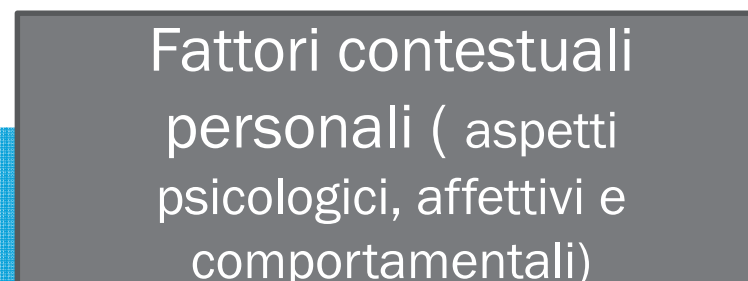 Fattori contestuali
personali ( aspetti
psicologici, affettivi e
comportamentali)